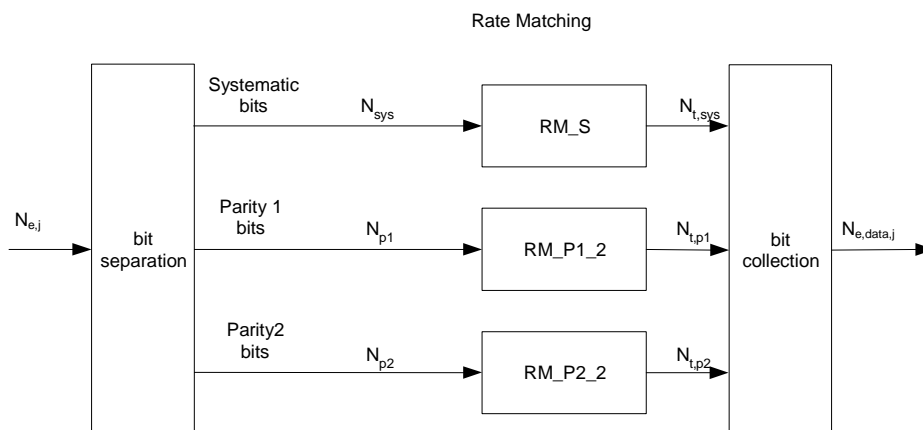 Rate Matching
Systematic
bits
N_sys
RM_S
N_t,sys
N_e,j
bit
separation
Parity 1
bits
N_p1
RM_P1_2
N_t,p1
bit
collection
N_e,data,j
Parity2
bits
N_p2
RM_P2_2
N_t,p2